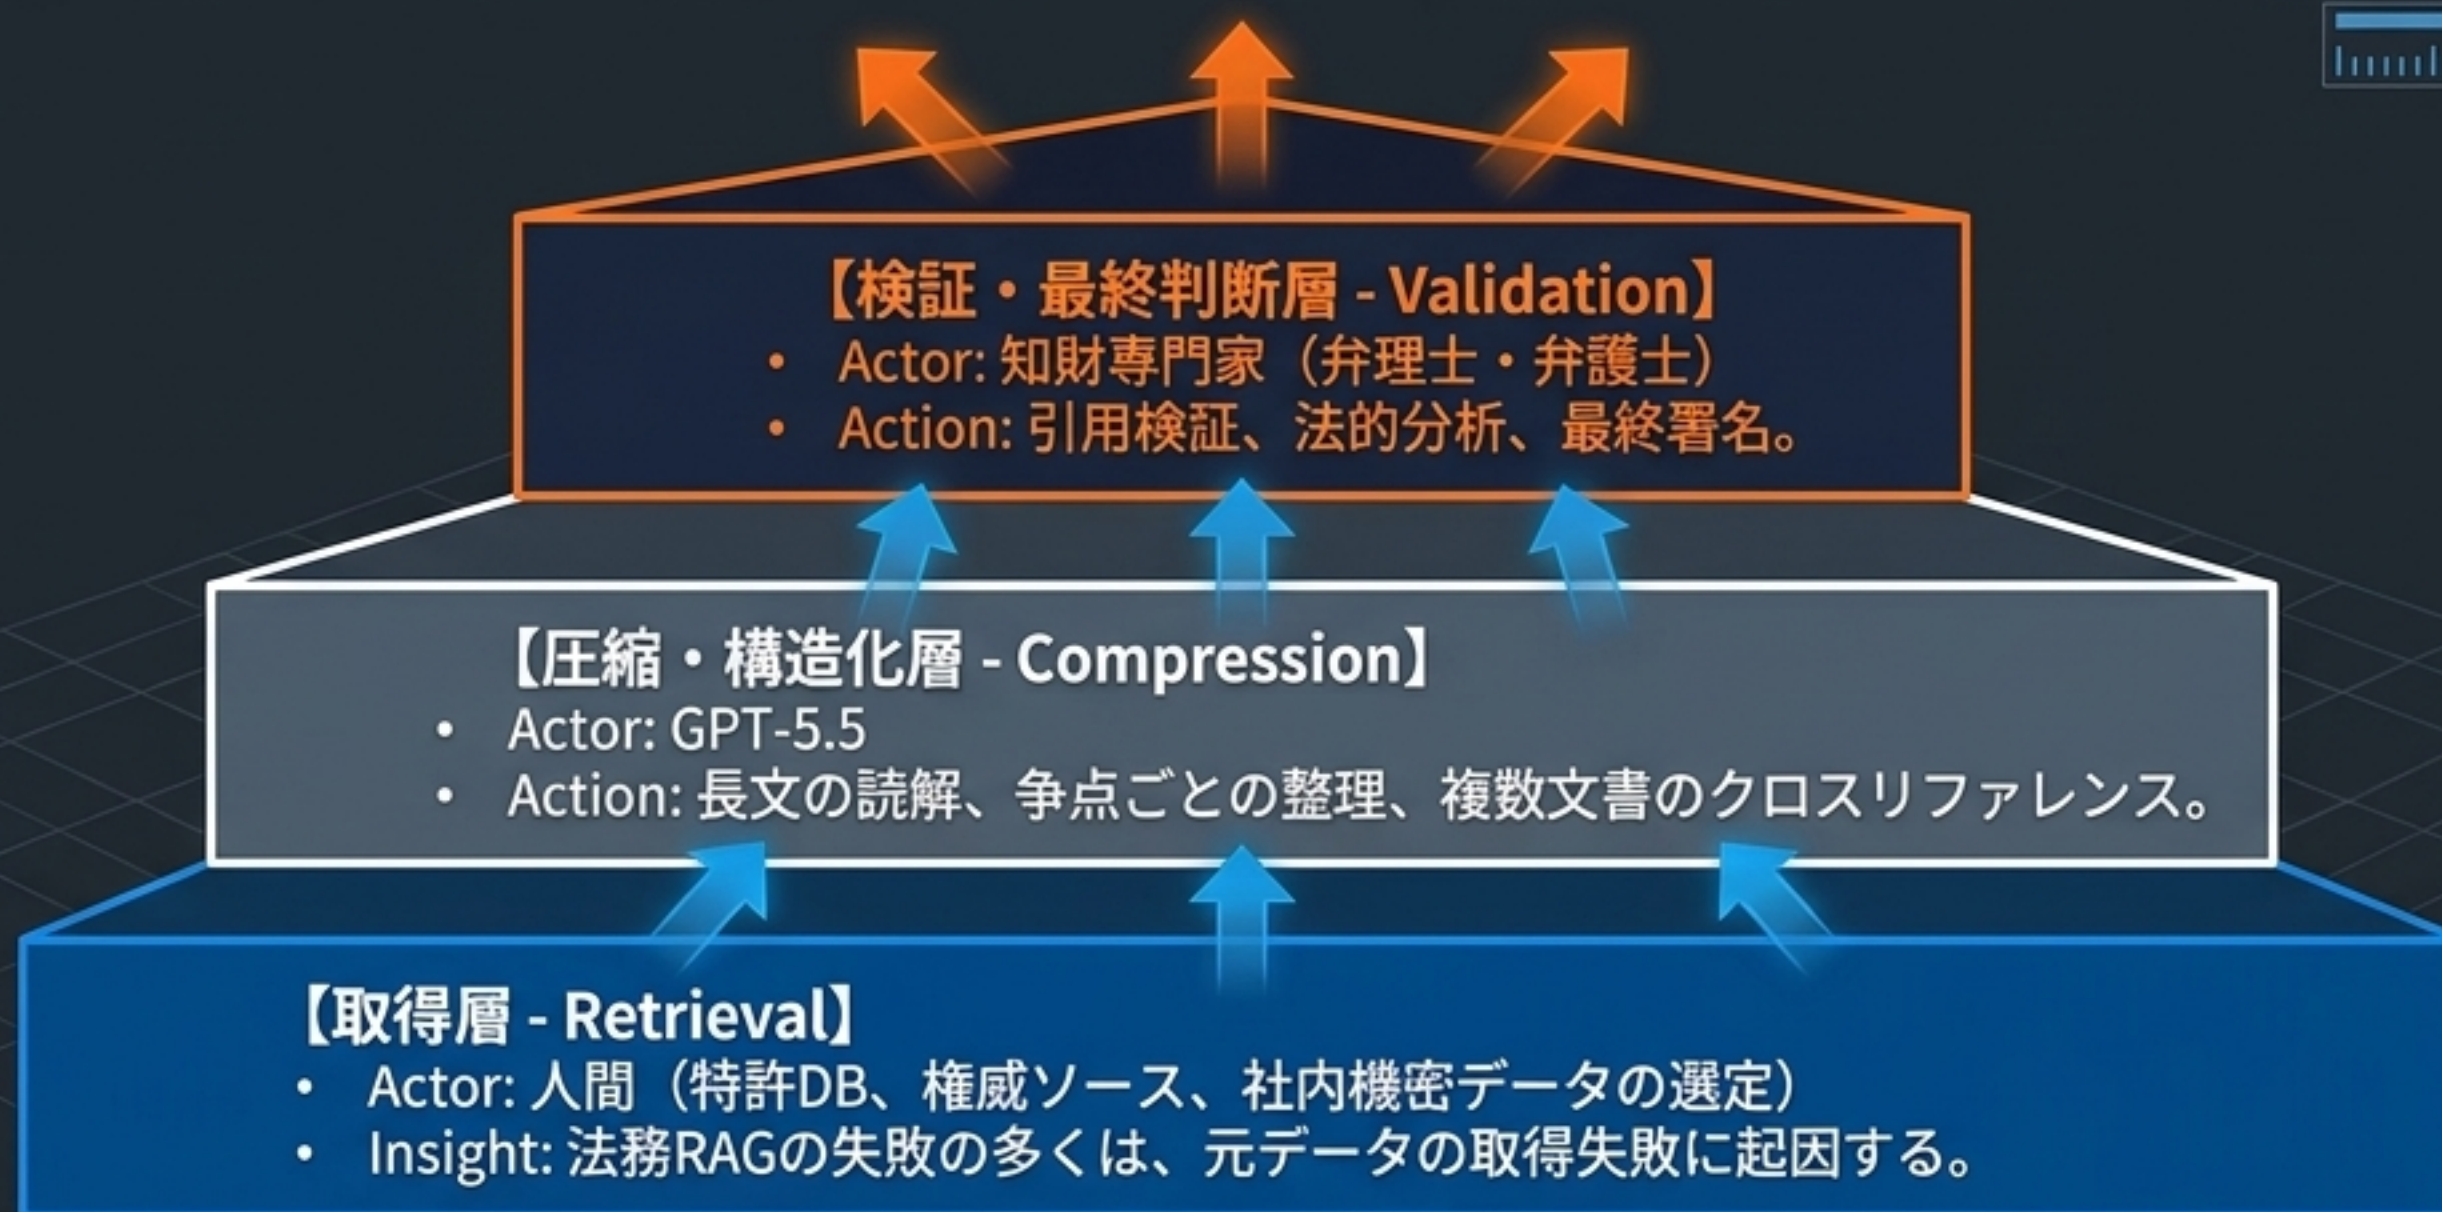 【検証・最終判断層 - Validation】
• Actor: 知財専門家（弁理士・弁護士）
• Action: 引用検証、法的分析、最終署名。
【圧縮・構造化層 - Compression】
• Actor: GPT-5.5
• Action: 長文の読解、争点ごとの整理、複数文書のクロスリファレンス。
【取得層 - Retrieval】
• Actor: 人間（特許DB、権威ソース、社内機密データの選定）
• Insight: 法務RAGの失敗の多くは、元データの取得失敗に起因する。